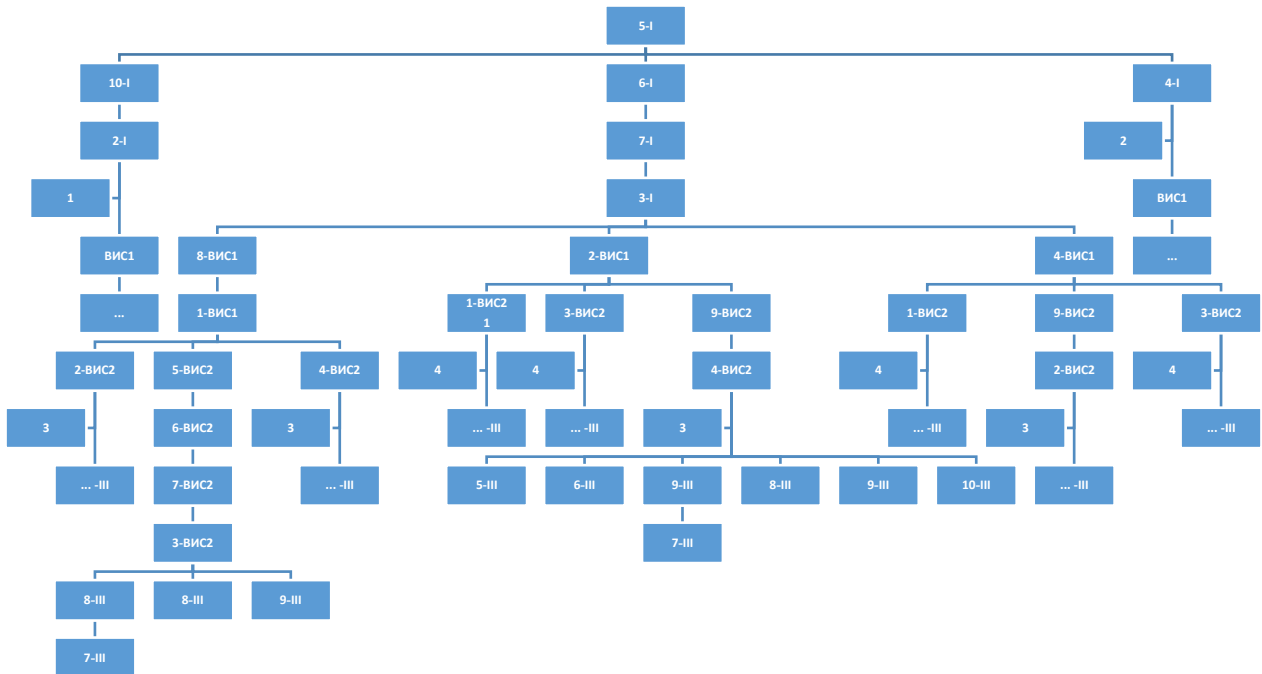 5-I
10-I
6-I
4-I
2-I
7-I
2
1
3-I
ВИС1
ВИС1
8-ВИС1
2-ВИС1
4-ВИС1
...
...
1-ВИС1
1-ВИС2
1
3-ВИС2
9-ВИС2
1-ВИС2
9-ВИС2
3-ВИС2
2-ВИС2
5-ВИС2
4-ВИС2
4
4
4-ВИС2
4
2-ВИС2
4
3
6-ВИС2
3
... -III
... -III
3
... -III
3
... -III
... -III
7-ВИС2
... -III
5-III
6-III
9-III
8-III
9-III
10-III
... -III
3-ВИС2
7-III
8-III
8-III
9-III
7-III